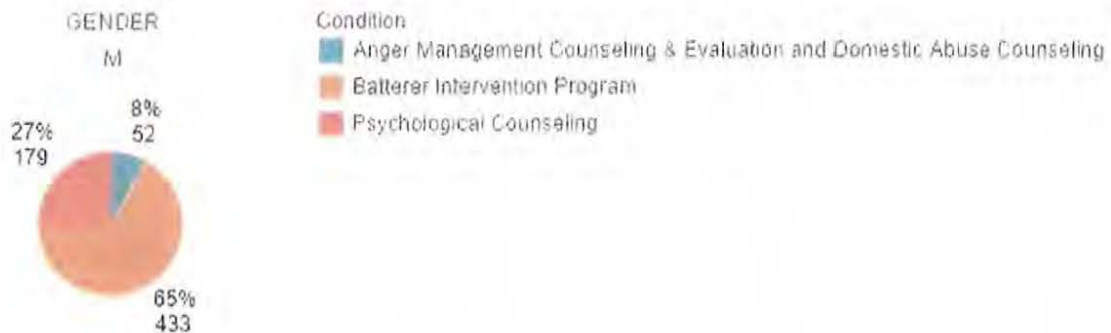 GENDER
M
8%
52
27%
179
65%
433
Condition
Anger Management Counseling & Evaluation and Domestic Abuse Counseling
Batterer Intervention Program
Psychological Counseling